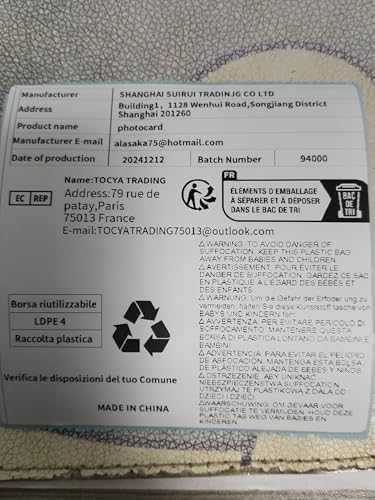 Manufacturer SHANGHAI SUIRUI TRADINJG CO LTD
Address Building1, 1128 Wenhui Road,Songjiang District
Shanghai 201260
Product name photocard
Manufacturer E-mail alasaka75@hotmail.com
Date of production 20241212 Batch Number 94000
EC REP
Name:TOCYA TRADING
Address:79 rue de
patay,Paris
75013 France
E-mail:TOCYATRADING75013@outlook.com
FR
ÉLÉMENTS D'EMBALLAGE
À SÉPARER ET À DÉPOSER
DANS LE BAC DE TRI
BAC
DE
TRI
⚠WARNING: TO AVOID DANGER OF
SUFFOCATION, KEEP THIS PLASTIC BAG
AWAY FROM BABIES AND CHILDREN
⚠AVERTISSEMENT: POUR ÉVITER LE
DANGER DE SUFFOCATION, GARDEZ CE SAC
EN PLASTIQUE À L'ÉGARD DES BÉBÉS ET
DES ENFANTS
⚠WARNUNG: Um die Gefahr der Erfoderung zu
vermeiden, halten Sie diese Kunststoff tasche von
BABYS UND KINDERN fern
⚠AVVERTENZA: PER EVITARE PERICOLO DI
SOFFOCAMENTO, MANTENERE QUESTA
BORSA DI PLASTICA LONTANO DA BAMBINI E
BAMBINI
⚠ADVERTENCIA: PARA EVITAR EL PELIGRO
DE ASFIXIACIÓN, MANTENGA ESTA BOLSA
DE PLÁSTICO ALEJADA DE BEBÉS Y NIÑOS
⚠OSTRZEŻENIE: ABY UNIKNĄĆ
NIEBEZPIECZEŃSTWA SUFFOCATION,
UTRZYMAJ TĘ PLASTIKOWĄ Z DALA OD
DZIECI DZIECI
⚠WAARSCHUWING: OM GEVAAR VOOR
SUFFOCATIE TE VERMIJDEN, HOUD DEZE
PLASTIC TAS WEG VAN BABIES EN
KINDEREN
Borsa riutilizzabile
LDPE 4
Raccolta plastica
Verifica le disposizioni del tuo Comune
MADE IN CHINA